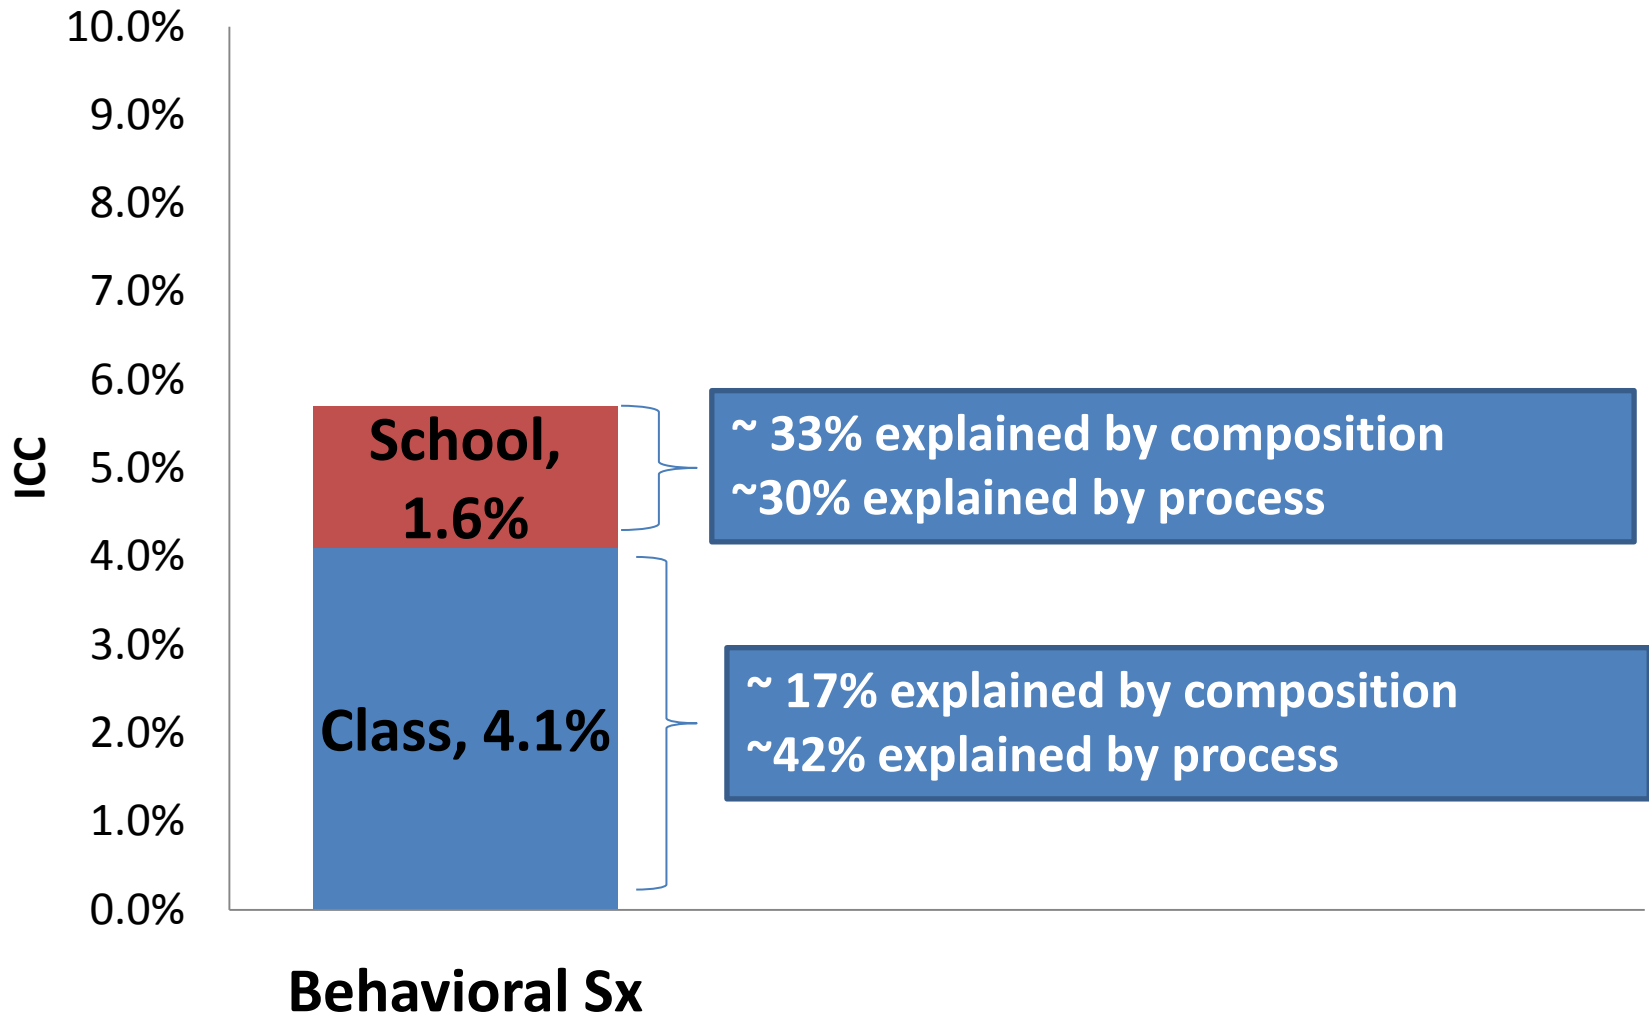 10.0%
9.0%
8.0%
7.0%
6.0%
5.0%
4.0%
3.0%
2.0%
1.0%
0.0%
ICC
School,
1.6%
Class, 4.1%
~ 33% explained by composition
~30% explained by process
~ 17% explained by composition
~42% explained by process
Behavioral Sx